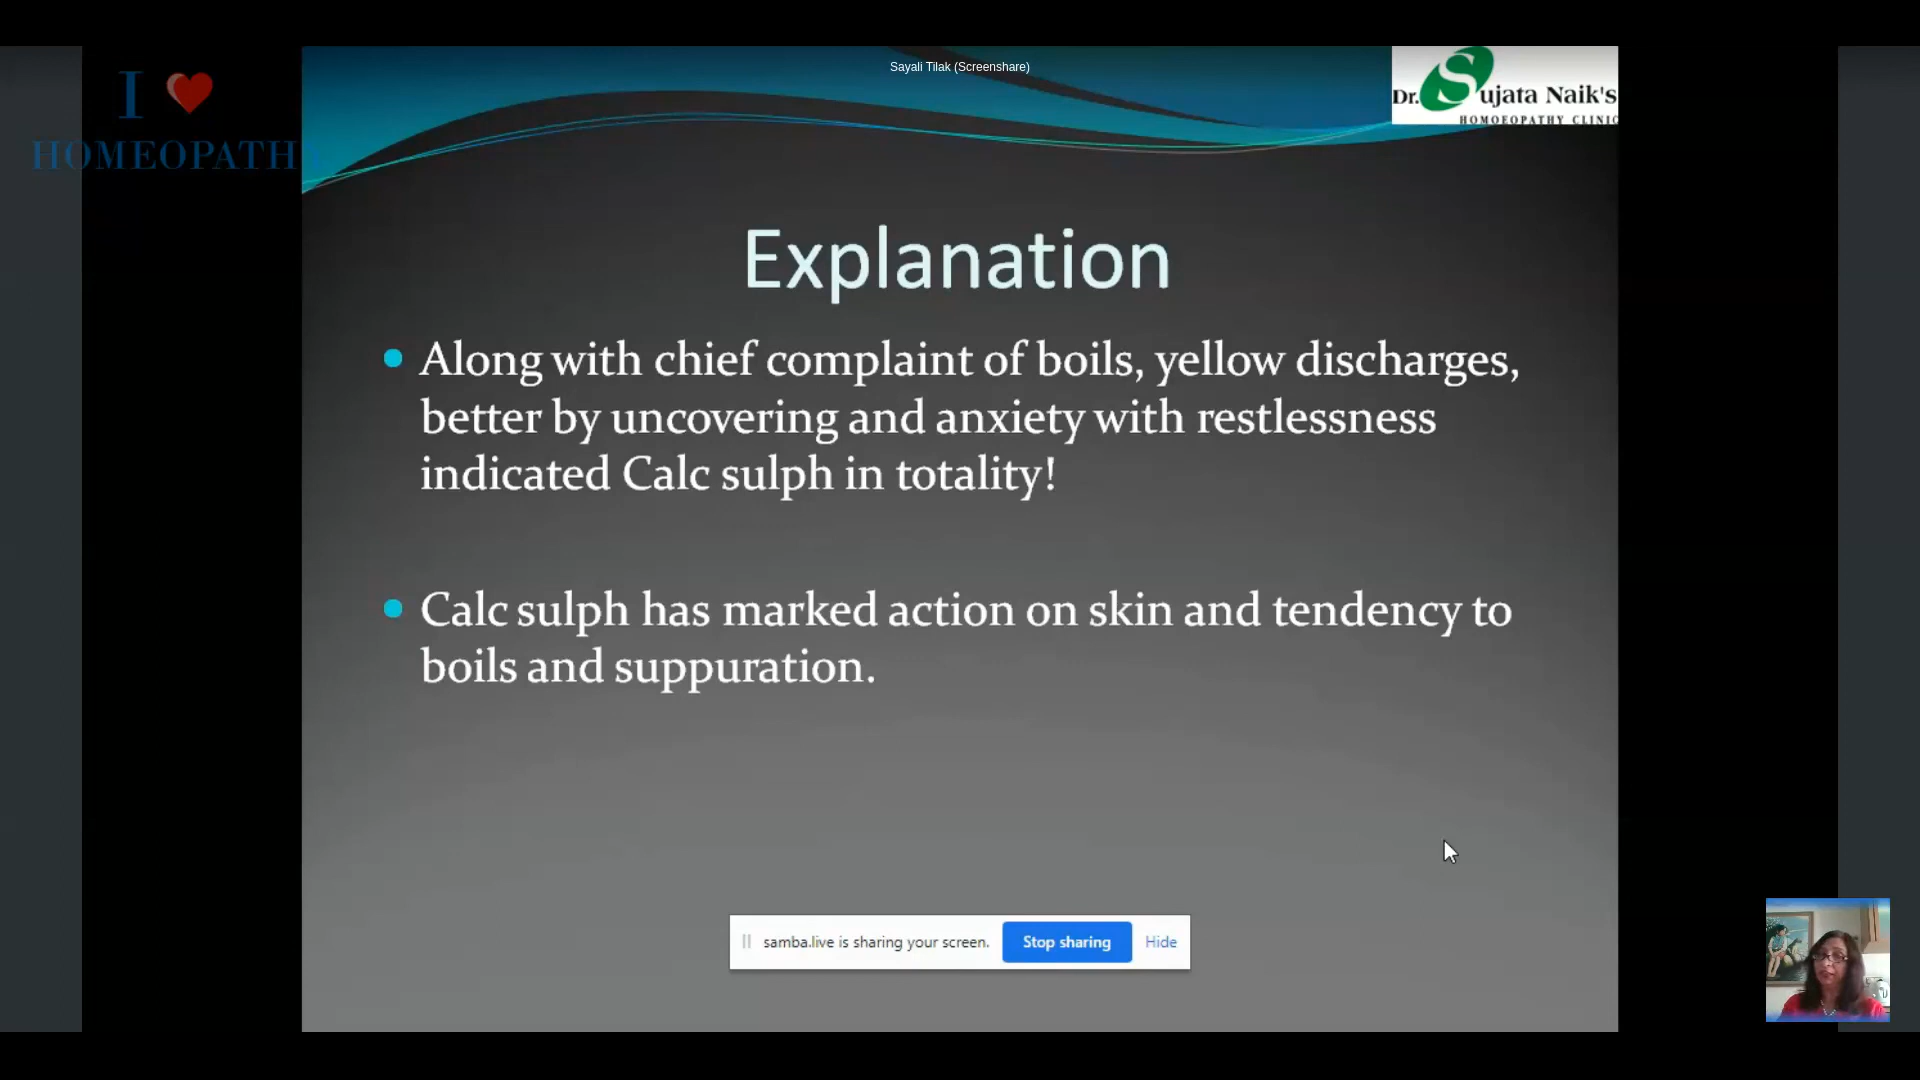 Sayali Tilak (Screenshare)
I
HOMEOPATH
Dr. Sujata Naik's
HOMOEOPATHY CLINIC
Explanation
Along with chief complaint of boils, yellow discharges,
better by uncovering and anxiety with restlessness
indicated Calc sulph in totality!
Calc sulph has marked action on skin and tendency to
boils and suppuration.
samba.live is sharing your screen.
Stop sharing
Hide